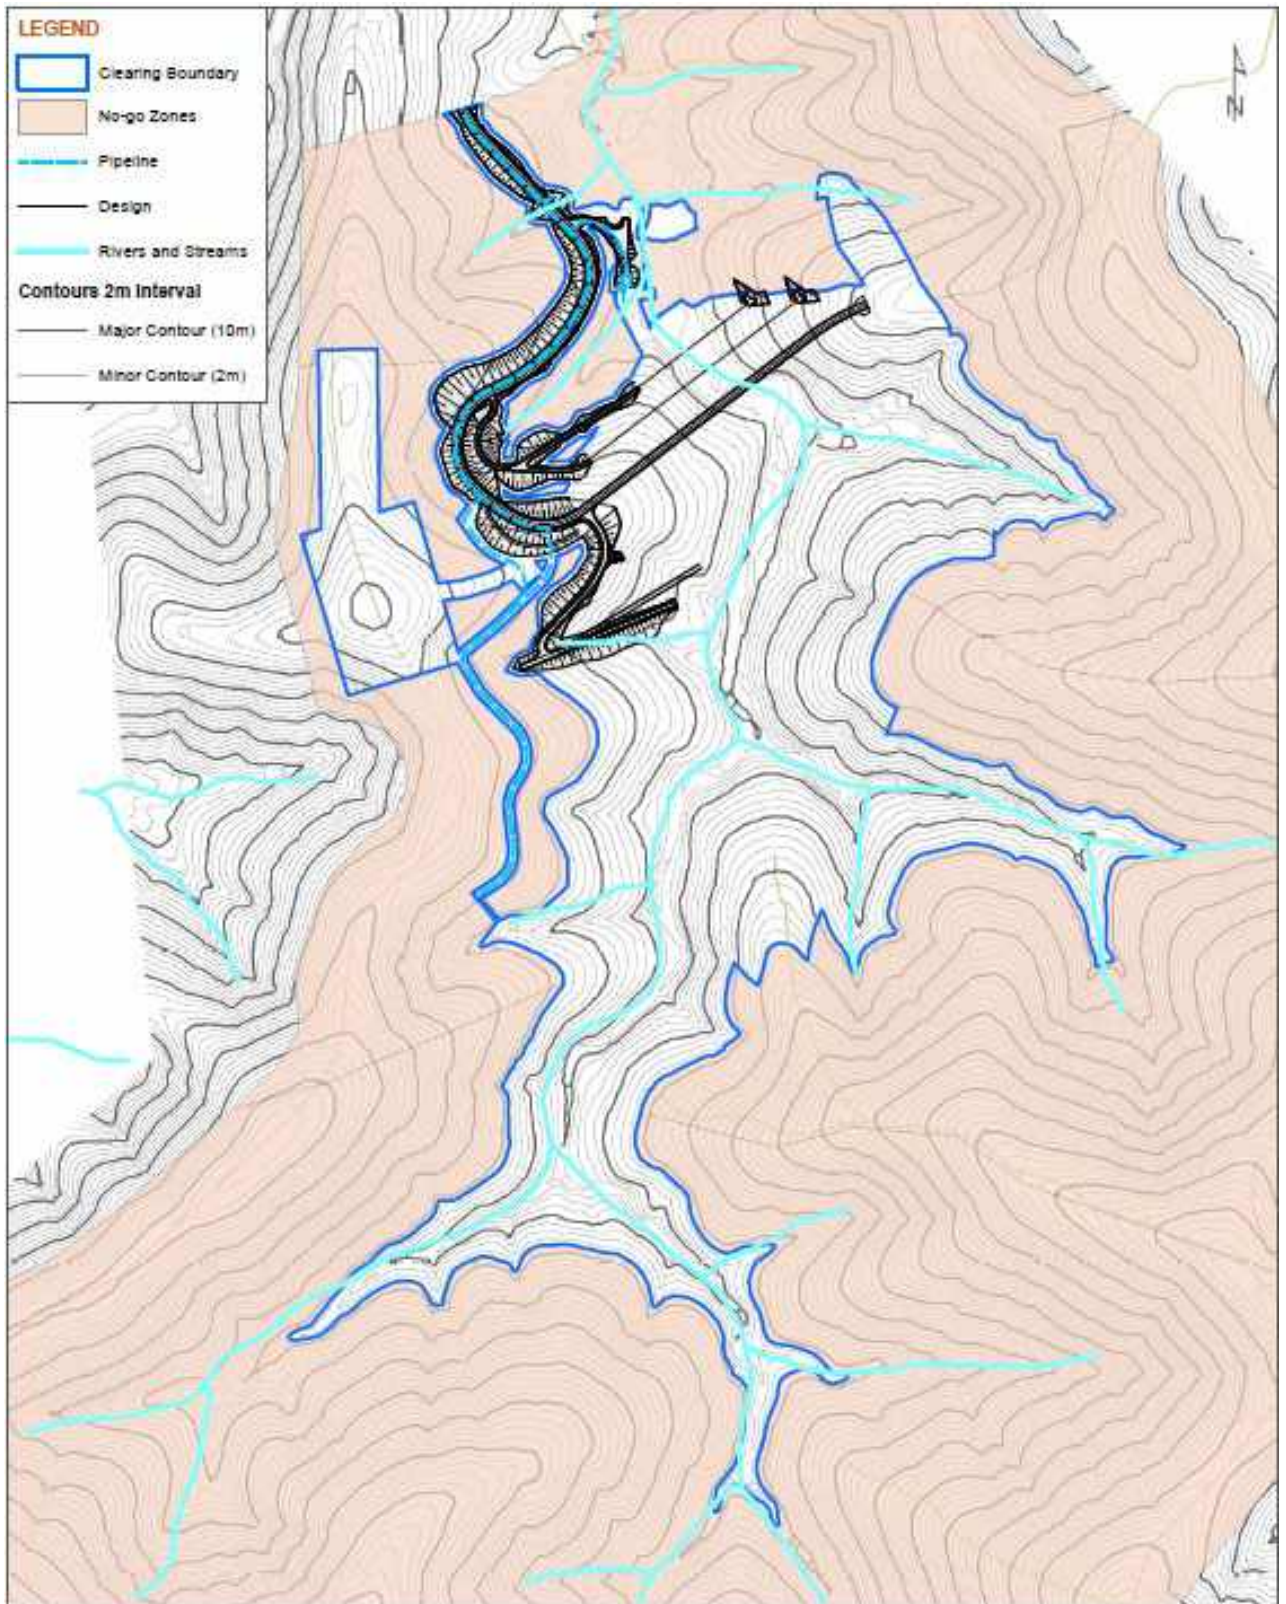 LEGEND
Clearing Boundary
No-go Zones
Pipeline
Design
Rivers and Streams
Contours 2m Interval
Major Contour (10m)
Minor Contour (2m)
N